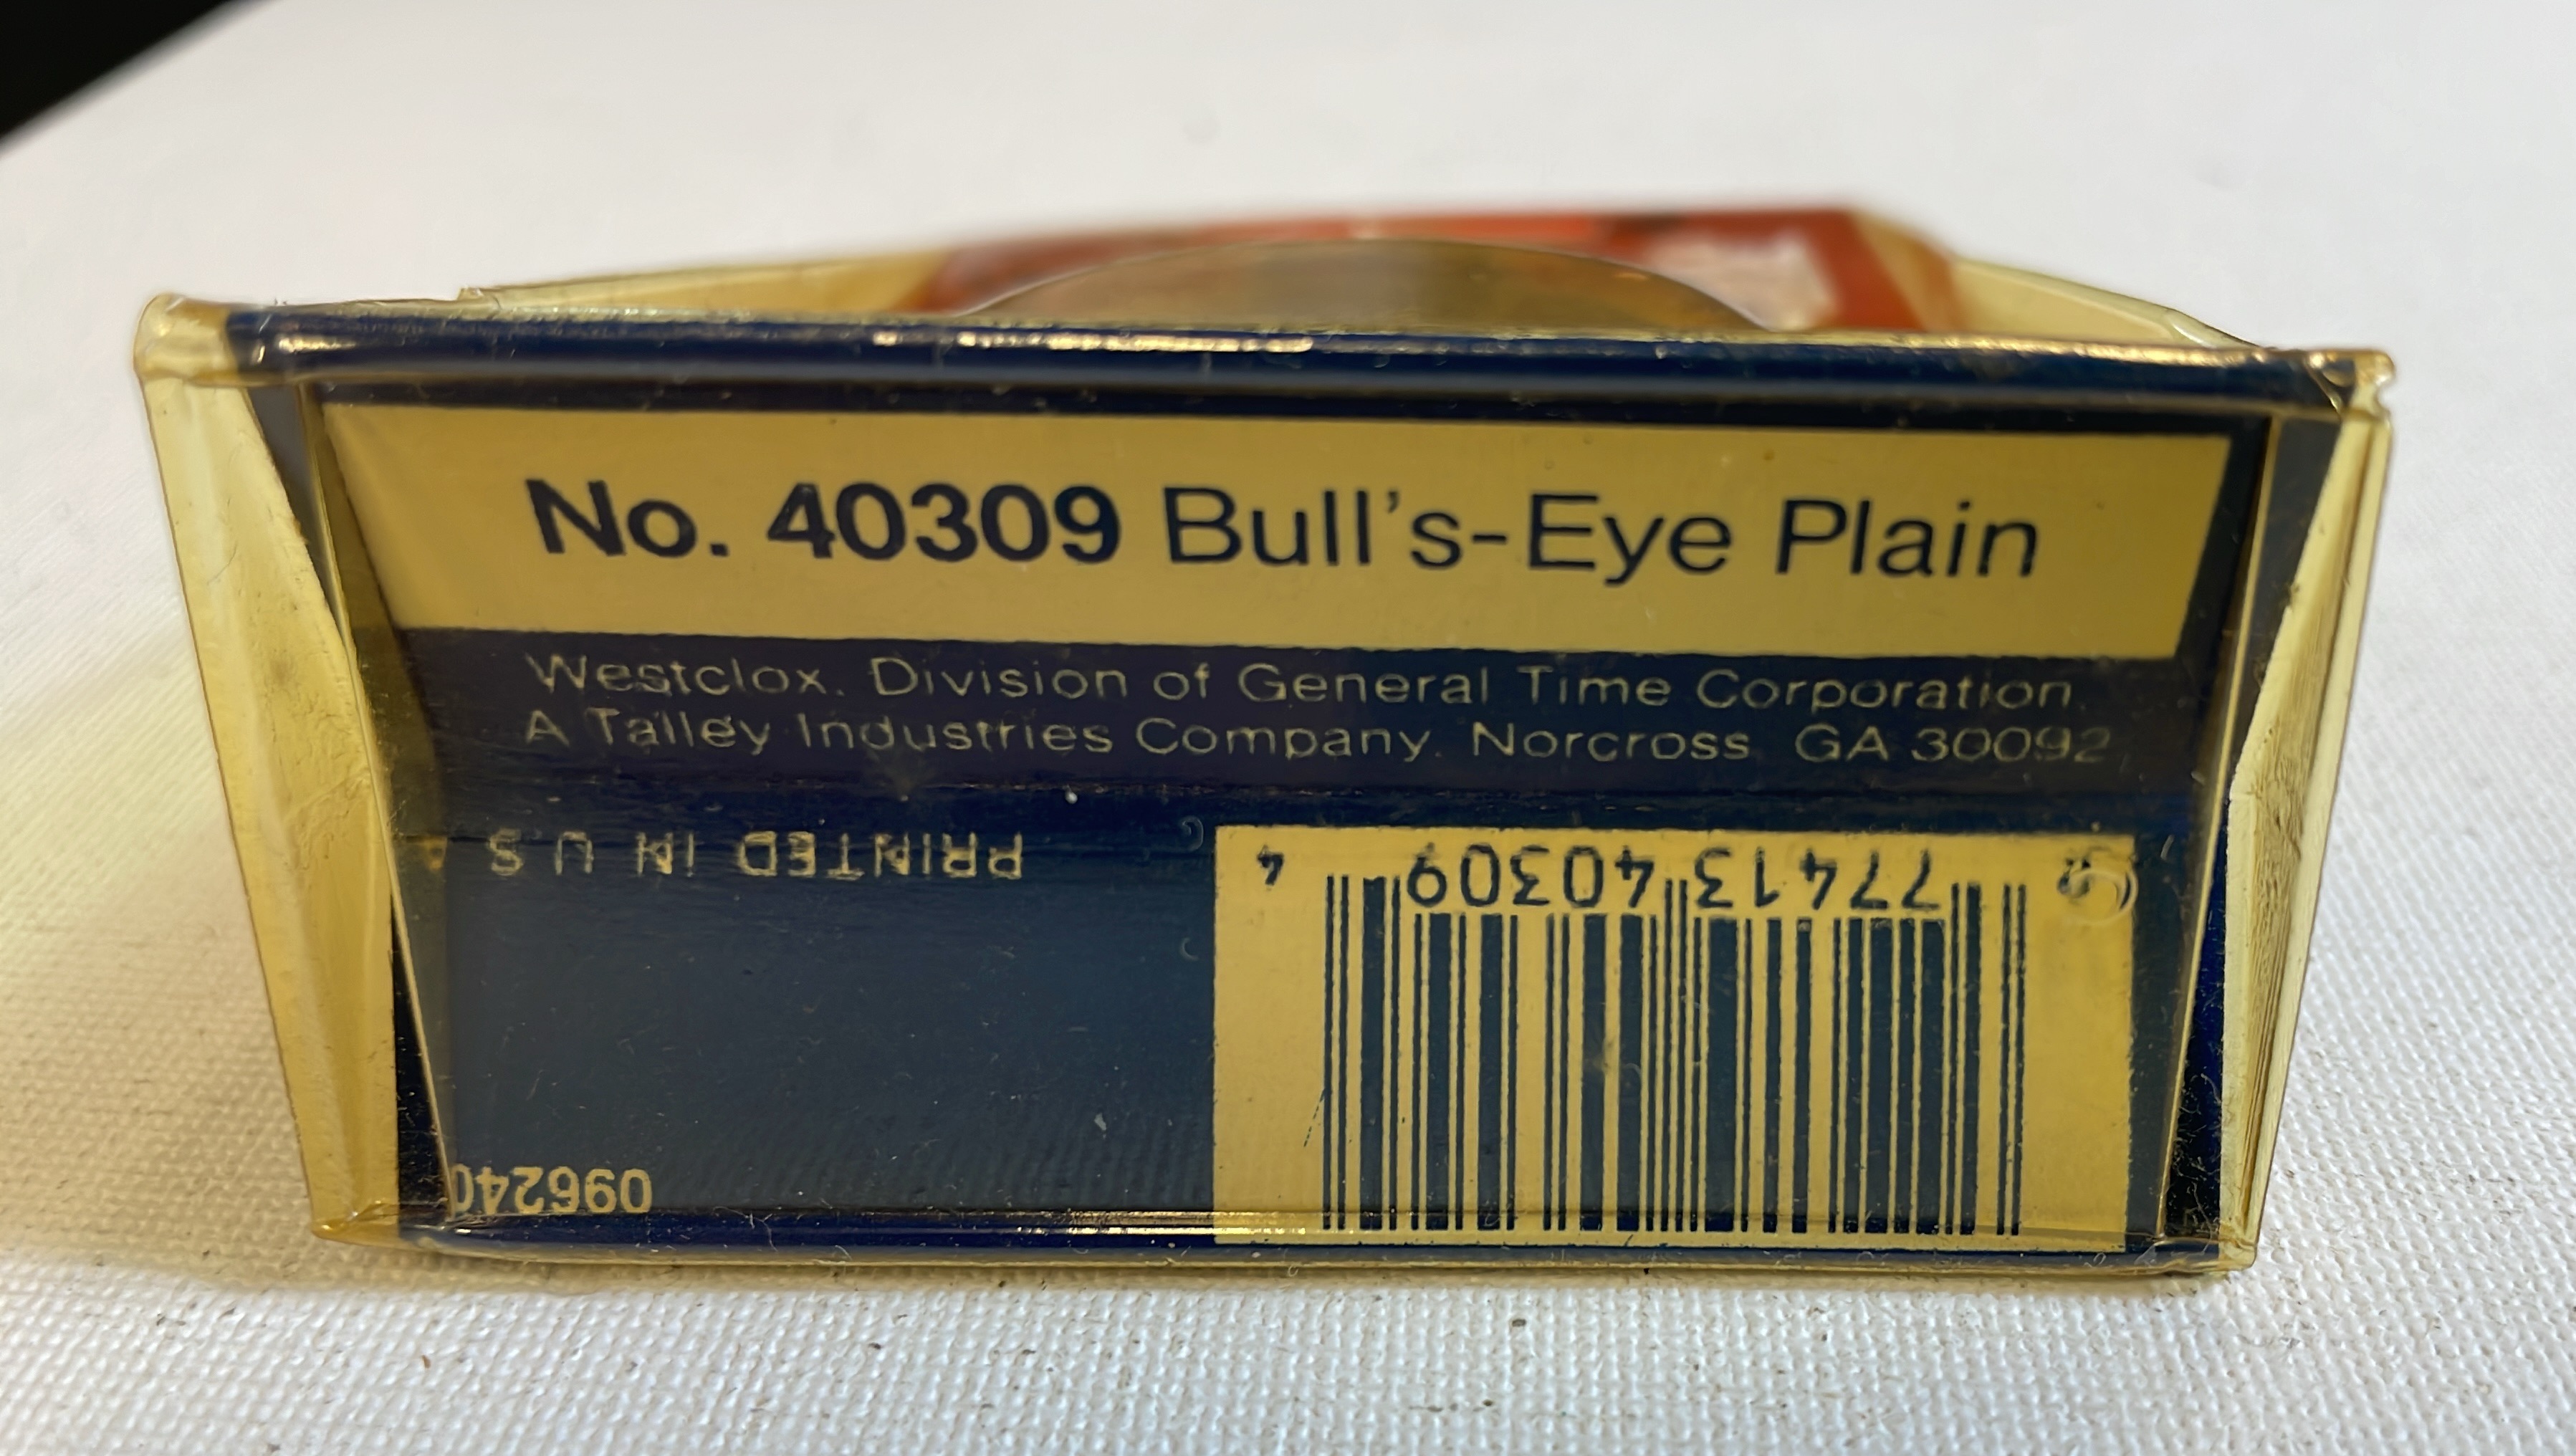 No. 40309 Bull's-Eye Plain
Westclox. Division of General Time Corporation
A Talley Industries Company. Norcross GA 30092
PRINTED IN U S
77413 40309 4
096240